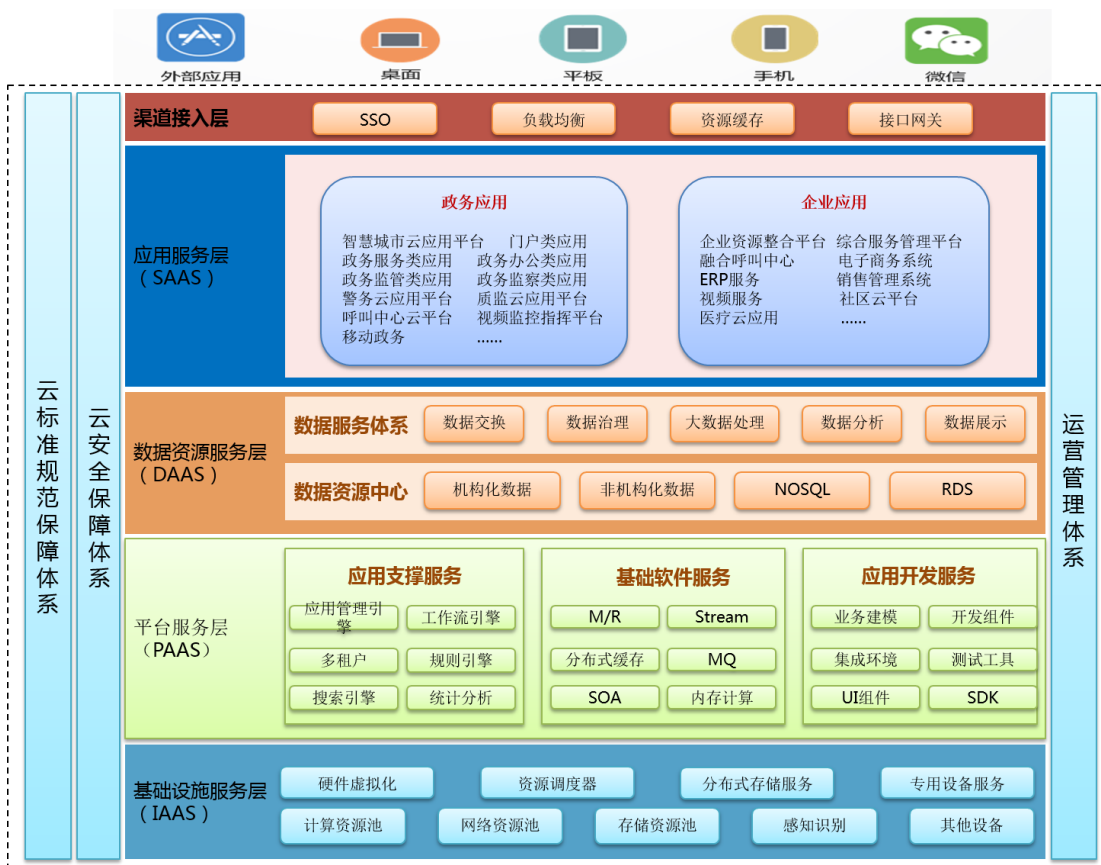 外部应用
桌面
平板
手机
微信
云标准规范保障体系
云安全保障体系
渠道接入层
SSO
负载均衡
资源缓存
接口网关
应用服务层
(SAAS)
政务应用
智慧城市云应用平台 门户类应用
政务服务类应用 政务办公类应用
政务监管类应用 政务监察类应用
警务云应用平台 质监云应用平台
呼叫中心云平台 视频监控指挥平台
移动政务 ......
企业应用
企业资源整合平台 综合服务管理平台
融合呼叫中心 电子商务系统
ERP服务 销售管理系统
视频服务 社区云平台
医疗云应用 ......
数据资源服务层
(DAAS)
数据服务体系
数据交换
数据治理
大数据处理
数据分析
数据展示
数据资源中心
机构化数据
非机构化数据
NOSQL
RDS
平台服务层
(PAAS)
应用支撑服务
应用管理引
擎
工作流引擎
多租户
规则引擎
搜索引擎
统计分析
基础软件服务
M/R
Stream
分布式缓存
MQ
SOA
内存计算
应用开发服务
业务建模
开发组件
集成环境
测试工具
UI组件
SDK
基础设施服务层
(IAAS)
硬件虚拟化
资源调度器
分布式存储服务
专用设备服务
计算资源池
网络资源池
存储资源池
感知识别
其他设备
运营管理体系